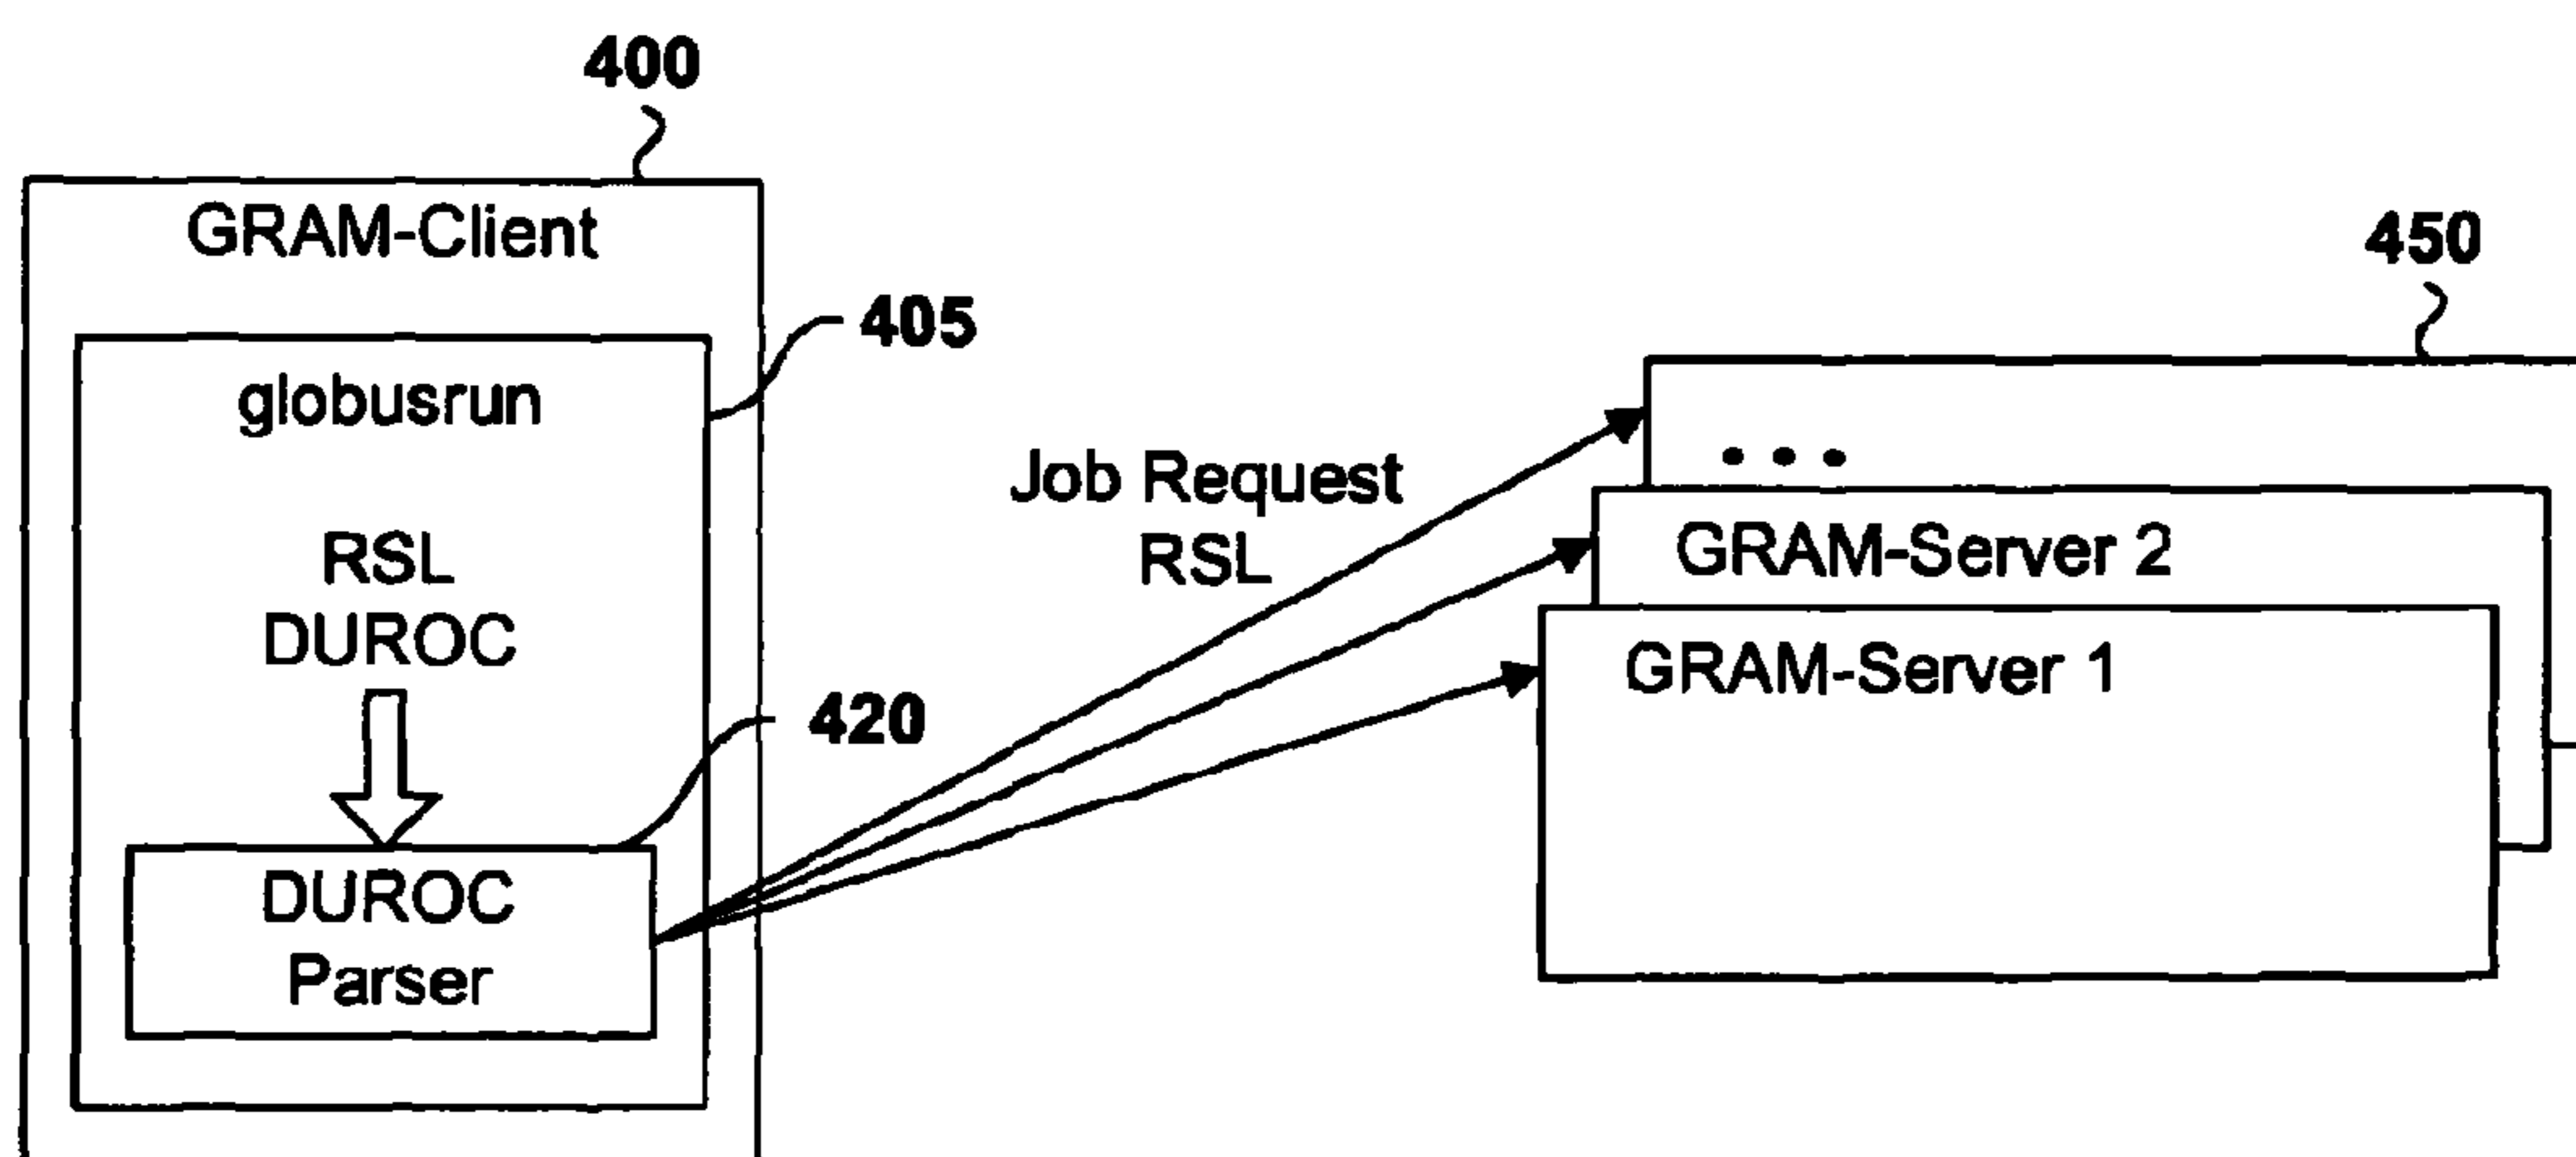 400
GRAM-Client
450
405
globusrun
Job Request
RSL
• • •
GRAM-Server 2
RSL
DUROC
GRAM-Server 1
420
DUROC
Parser